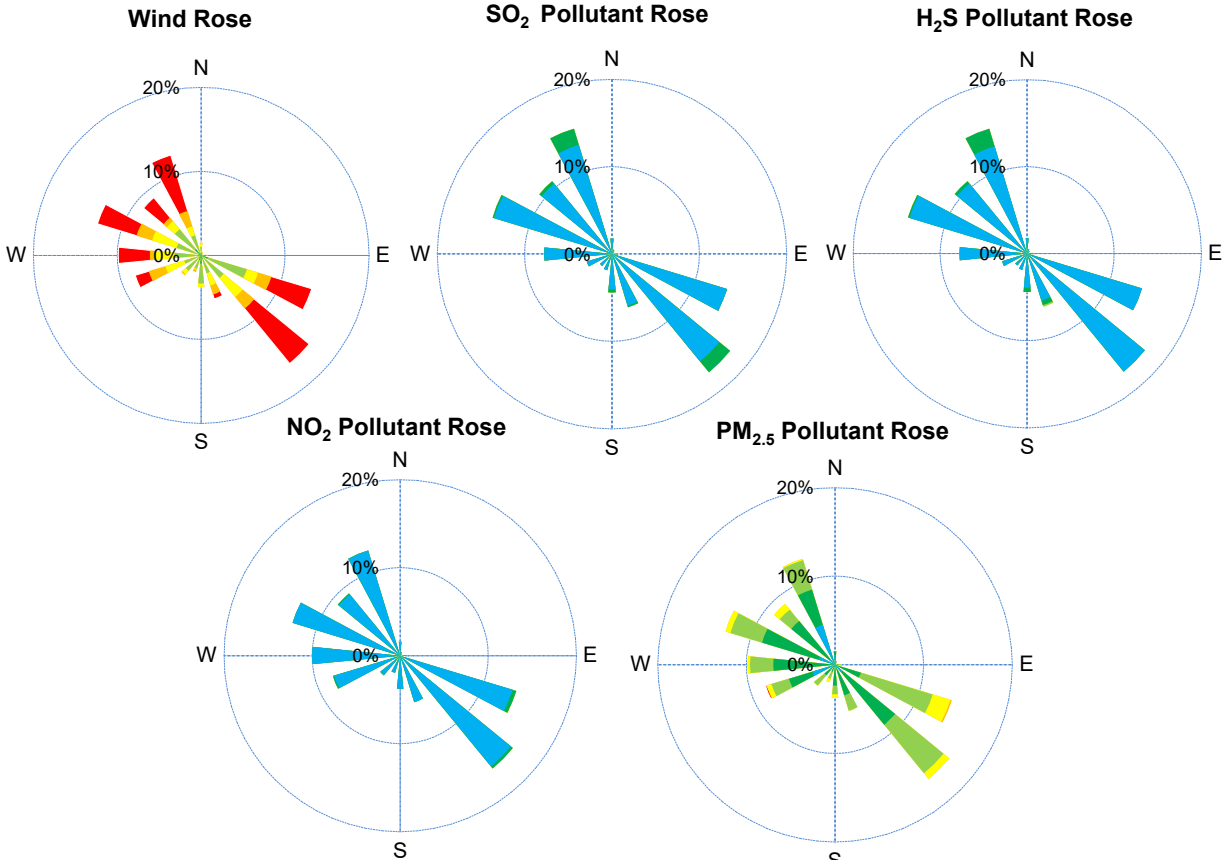 Wind Rose
SO₂ Pollutant Rose
H₂S Pollutant Rose
N
20%
10%
W
0%
E
S
N
20%
10%
W
0%
E
S
N
20%
10%
W
0%
E
S
NO₂ Pollutant Rose
PM₂.₅ Pollutant Rose
N
20%
10%
W
0%
E
S
N
20%
10%
W
0%
E
S